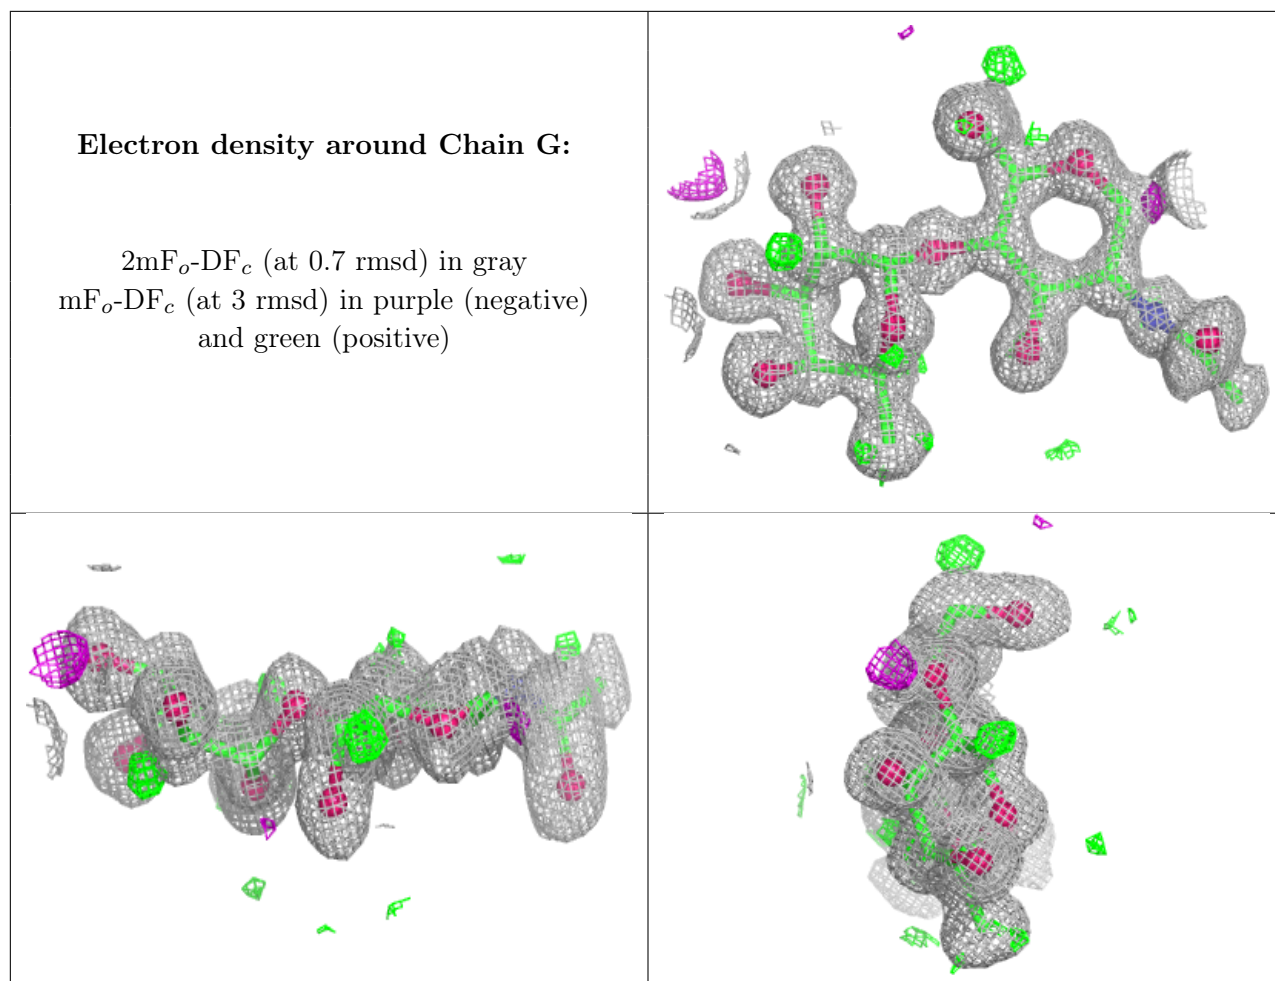 Electron density around Chain G:
2mFo-DFc (at 0.7 rmsd) in gray
mFo-DFc (at 3 rmsd) in purple (negative)
and green (positive)